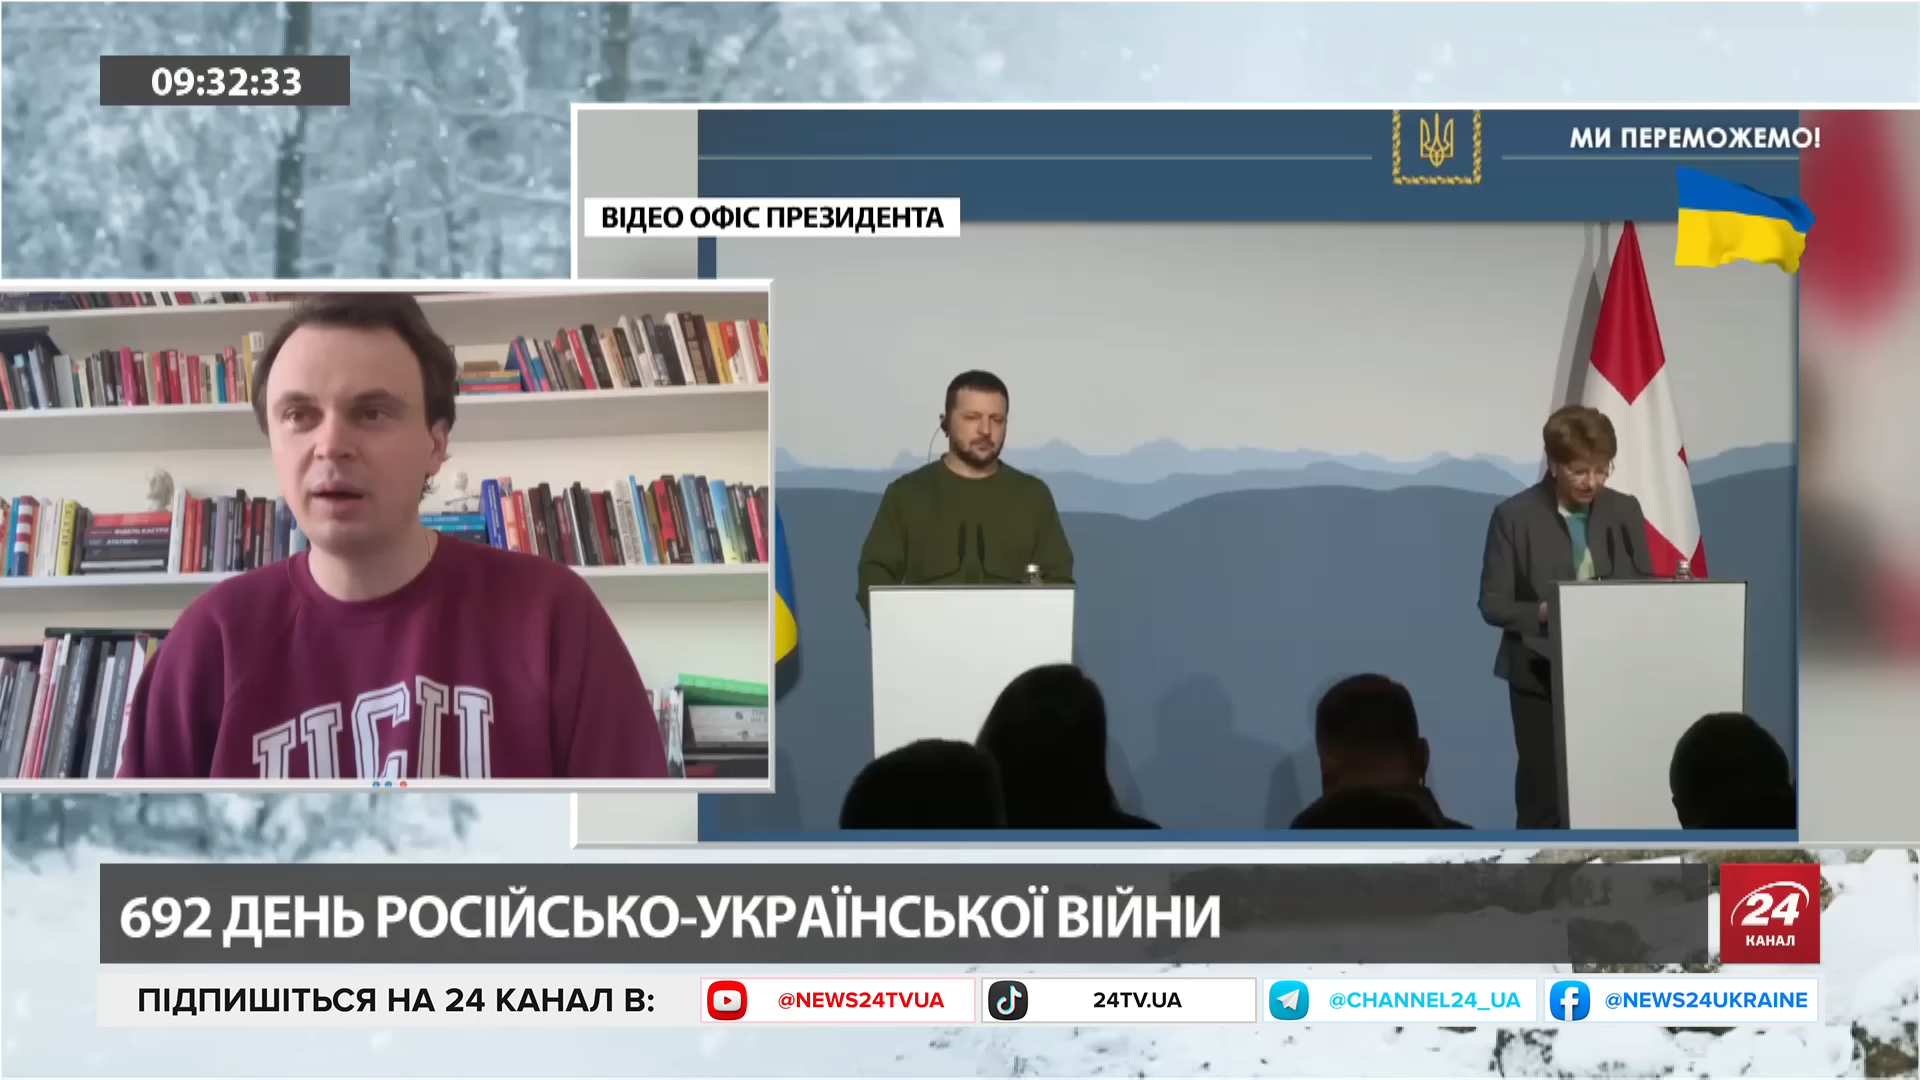 09:32:33
МИ ПЕРЕМОЖЕМО!
ВІДЕО ОФІС ПРЕЗИДЕНТА
UCU
692 ДЕНЬ РОСІЙСЬКО-УКРАЇНСЬКОЇ ВІЙНИ
24
КАНАЛ
ПІДПИШІТЬСЯ НА 24 КАНАЛ В:
@NEWS24TVUA
24TV.UA
@CHANNEL24_UA
@NEWS24UKRAINE